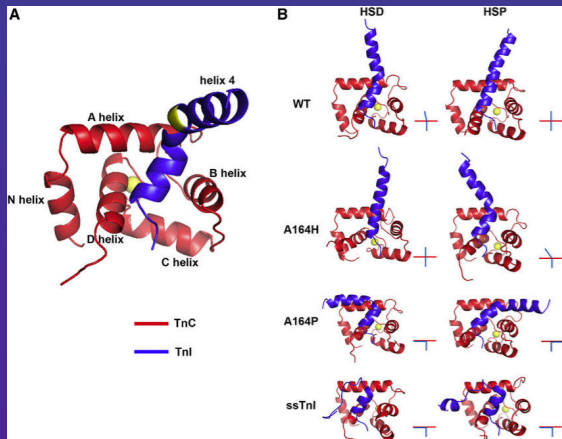 A
helix 4
A helix
B helix
N helix
D helix
C helix
TnC
TnI
B
HSD
HSP
WT
A164H
A164P
ssTnI